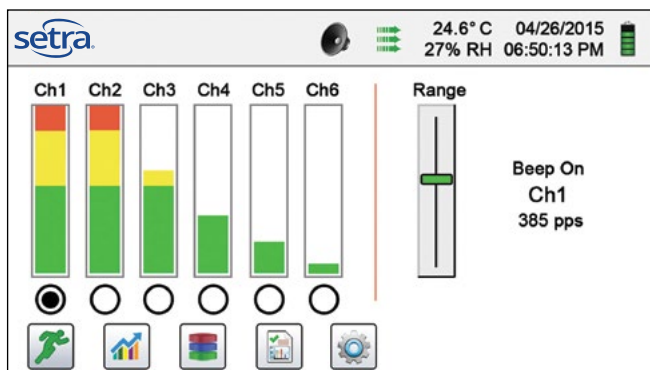 setra
24.6° C 04/26/2015
27% RH 06:50:13 PM
Ch1 Ch2 Ch3 Ch4 Ch5 Ch6 Range
Beep On
Ch1
385 pps